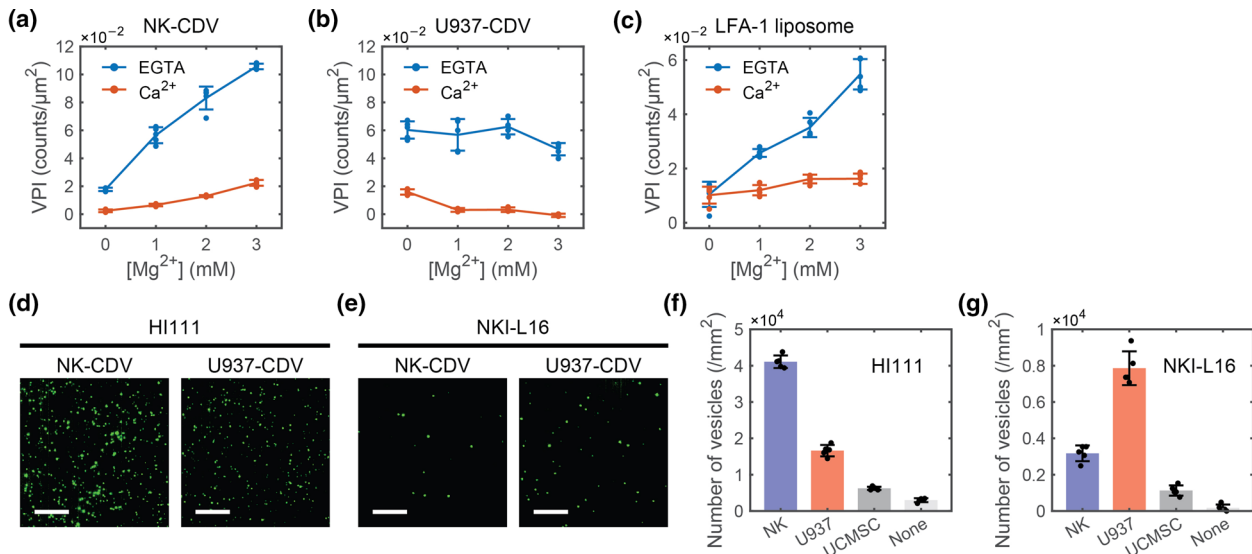 (a)
NK-CDV
×10⁻²
12
10
8
6
4
2
0
VPI (counts/µm²)
EGTA
Ca²⁺
0 1 2 3
[Mg²⁺] (mM)
(b)
U937-CDV
×10⁻²
12
10
8
6
4
2
0
VPI (counts/µm²)
EGTA
Ca²⁺
0 1 2 3
[Mg²⁺] (mM)
(c)
LFA-1 liposome
×10⁻²
6
4
2
0
VPI (counts/µm²)
EGTA
Ca²⁺
0 1 2 3
[Mg²⁺] (mM)
(d)
HI111
NK-CDV U937-CDV
(e)
NKI-L16
NK-CDV U937-CDV
(f)
×10⁴
5
4
3
2
1
0
Number of vesicles (/mm²)
HI111
NK U937 UCMSC None
(g)
×10⁴
1.0
0.8
0.6
0.4
0.2
0.0
Number of vesicles (/mm²)
NKI-L16
NK U937 UCMSC None